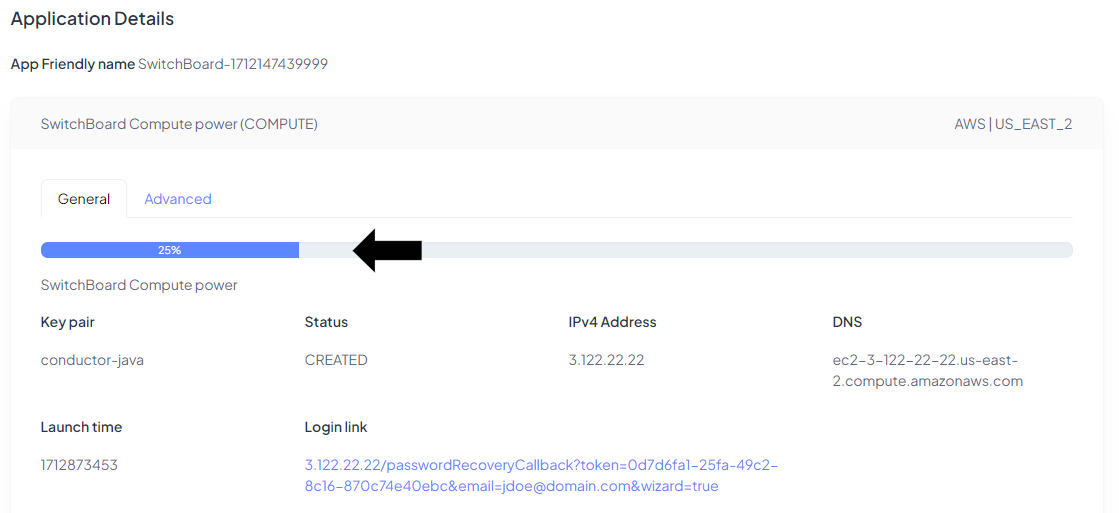 Application Details
App Friendly name SwitchBoard-1712147439999
SwitchBoard Compute power (COMPUTE)
AWS | US_EAST_2
General
Advanced
25%
SwitchBoard Compute power
Key pair
Status
IPv4 Address
DNS
conductor-java
CREATED
3.122.22.22
ec2-3-122-22-22.us-east-
2.compute.amazonaws.com
Launch time
Login link
1712873453
3.122.22.22/passwordRecoveryCallback?token=0d7d6fa1-25fa-49c2-
8c16-870c74e40ebc&email=jdoe@domain.com&wizard=true